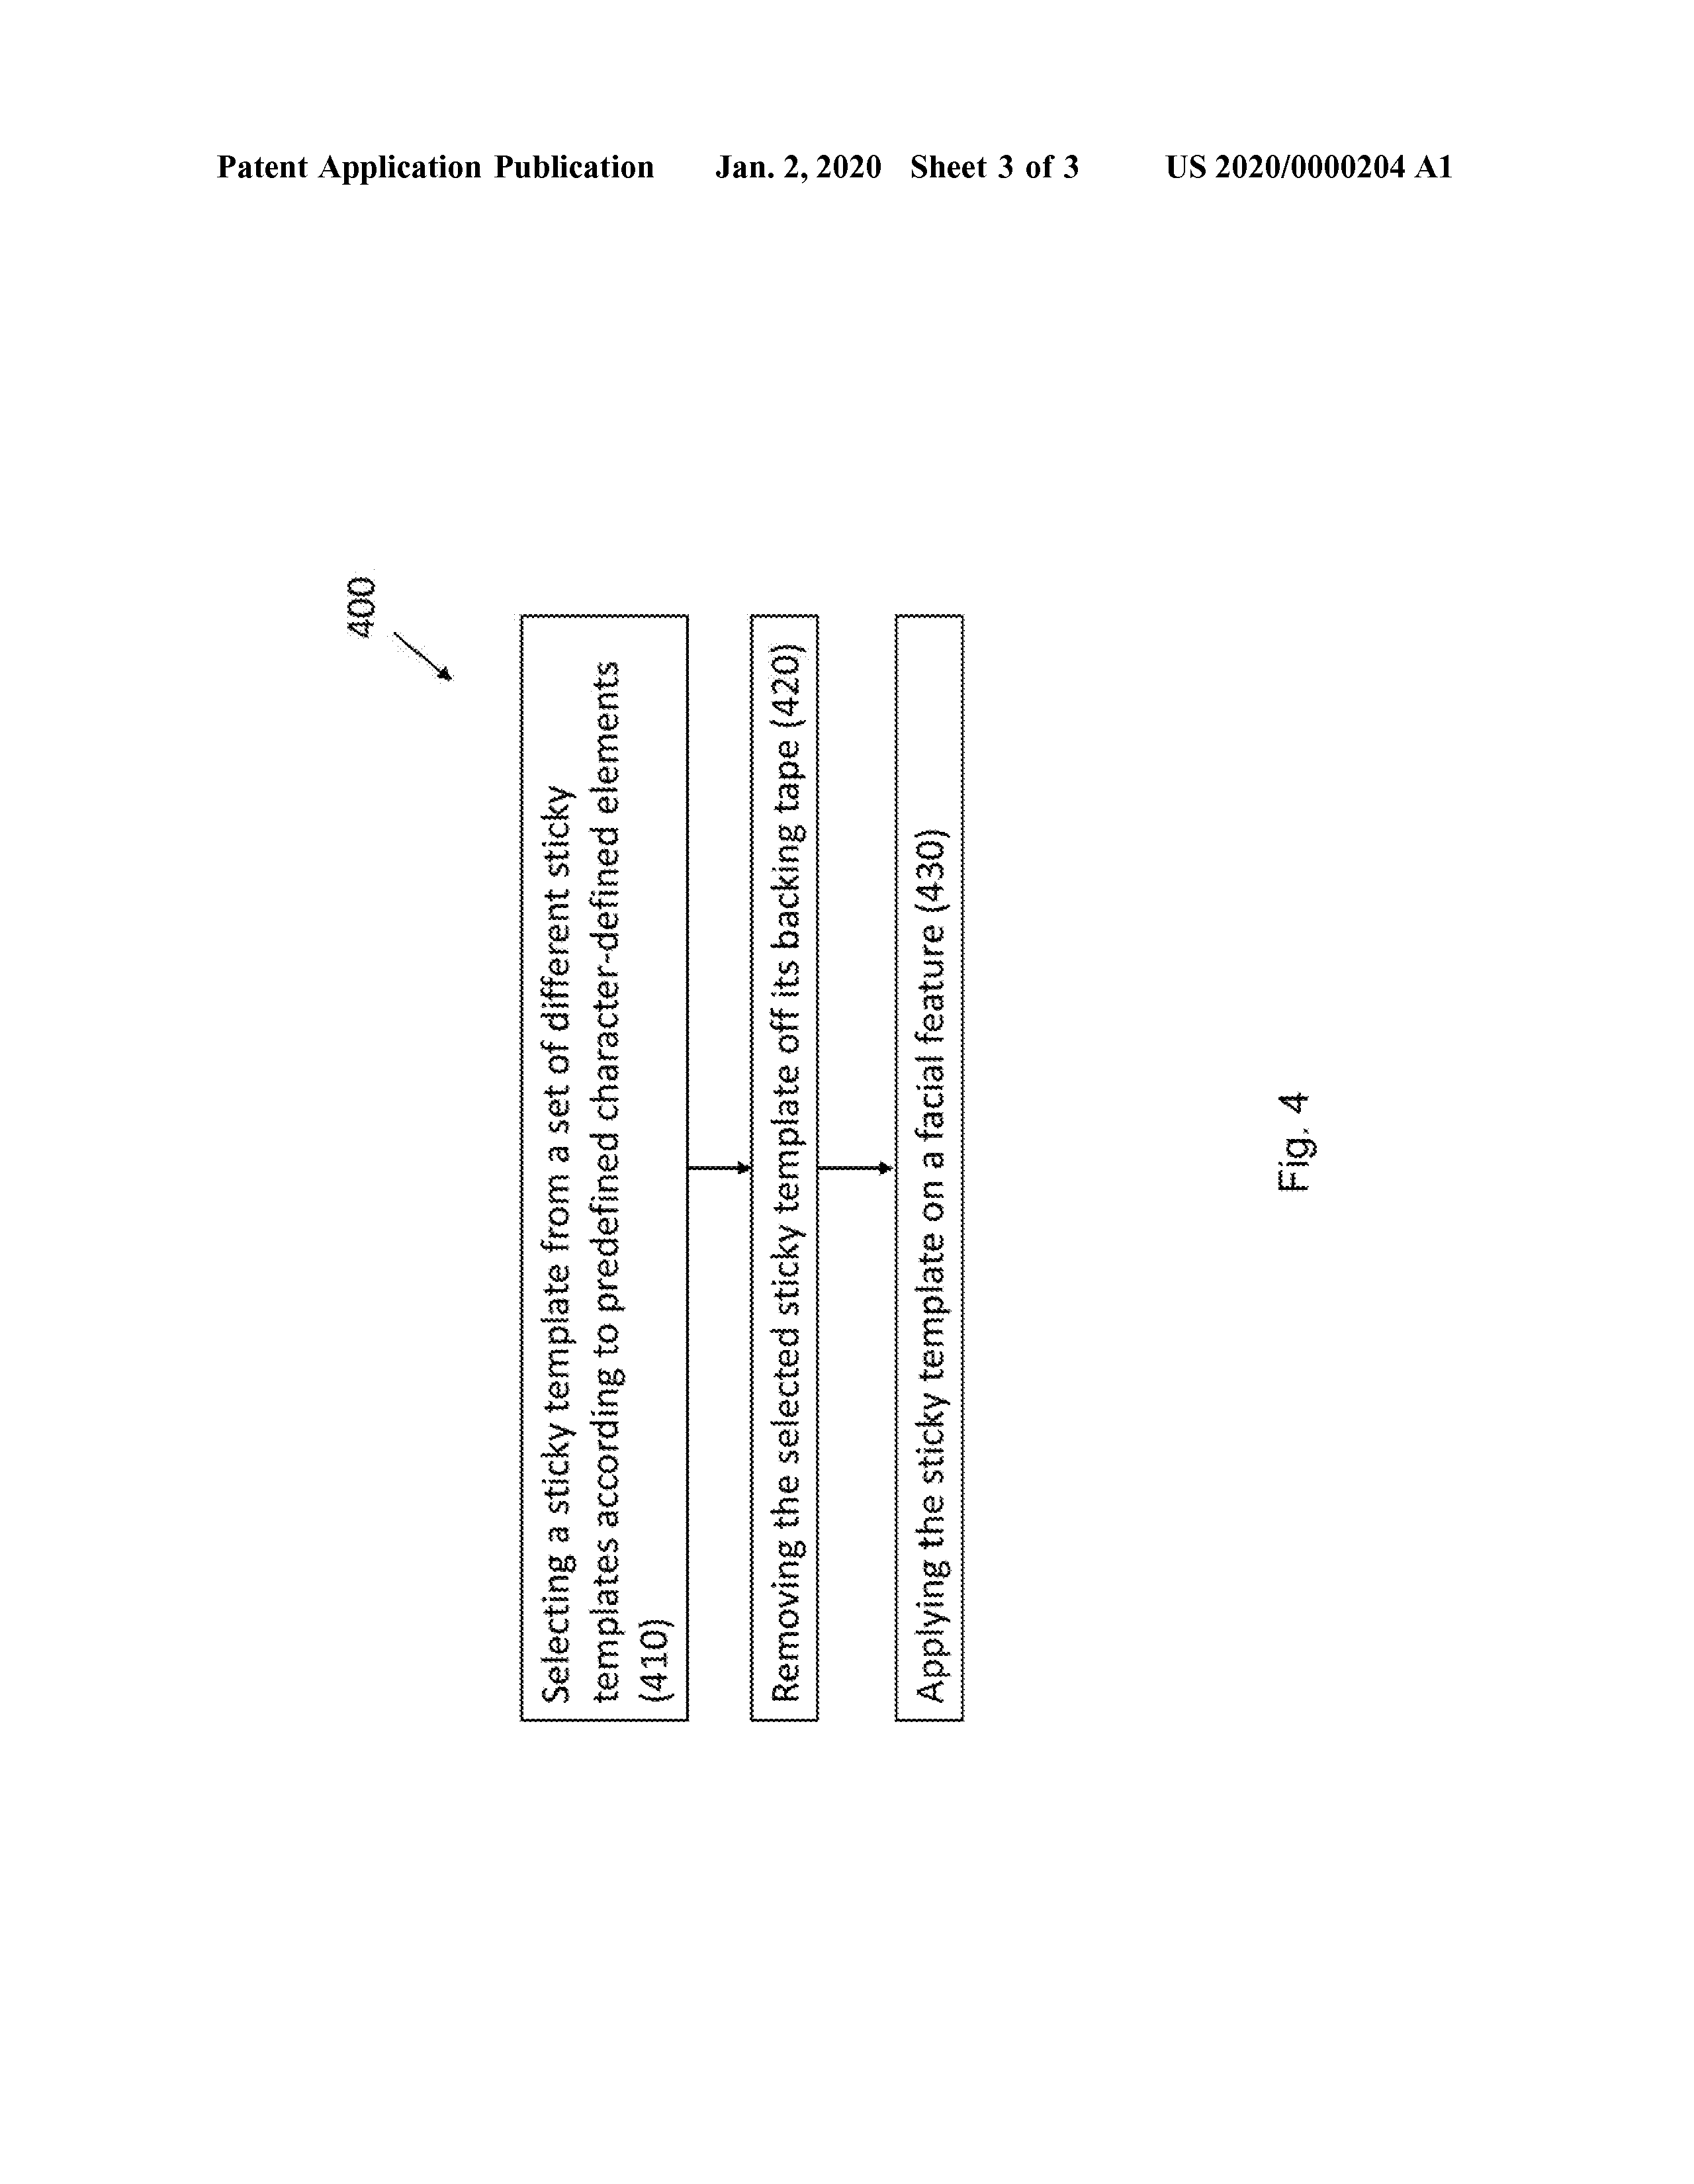 Patent Application Publication Jan. 2, 2020 Sheet 3 of 3 US 2020/0000204 A1
400
Selecting a sticky template from a set of different sticky
templates according to predefined character-defined elements
(410)
Removing the selected sticky template off its backing tape (420)
Applying the sticky template on a facial feature (430)
Fig. 4